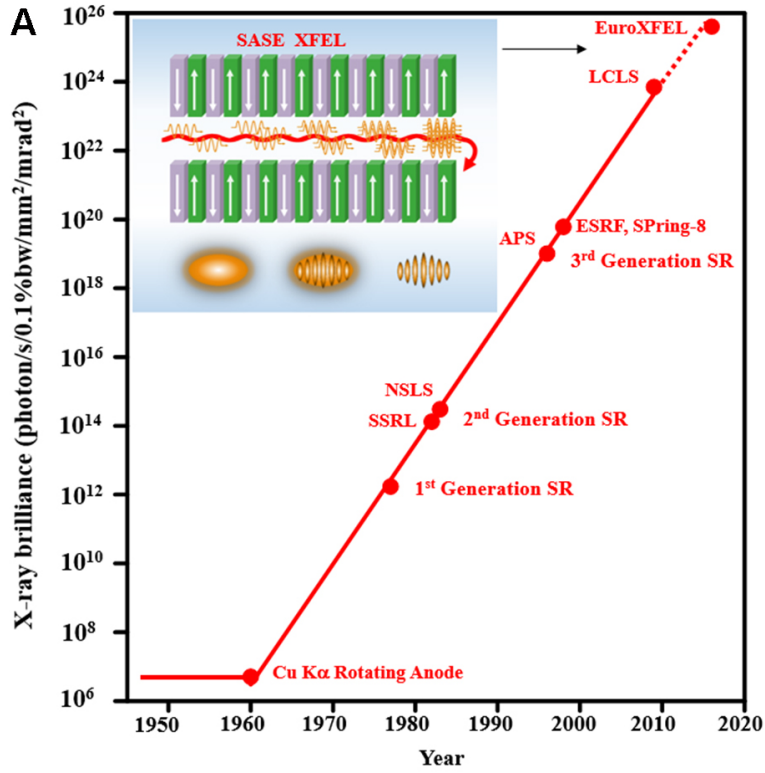 A
SASE XFEL
EuroXFEL
LCLS
ESRF, SPring-8
APS
3rd Generation SR
NSLS
SSRL
2nd Generation SR
1st Generation SR
Cu Kα Rotating Anode
X-ray brilliance (photon/s/0.1%bw/mm²/mrad²)
10²⁶
10²⁴
10²²
10²⁰
10¹⁸
10¹⁶
10¹⁴
10¹²
10¹⁰
10⁸
10⁶
1950 1960 1970 1980 1990 2000 2010 2020
Year